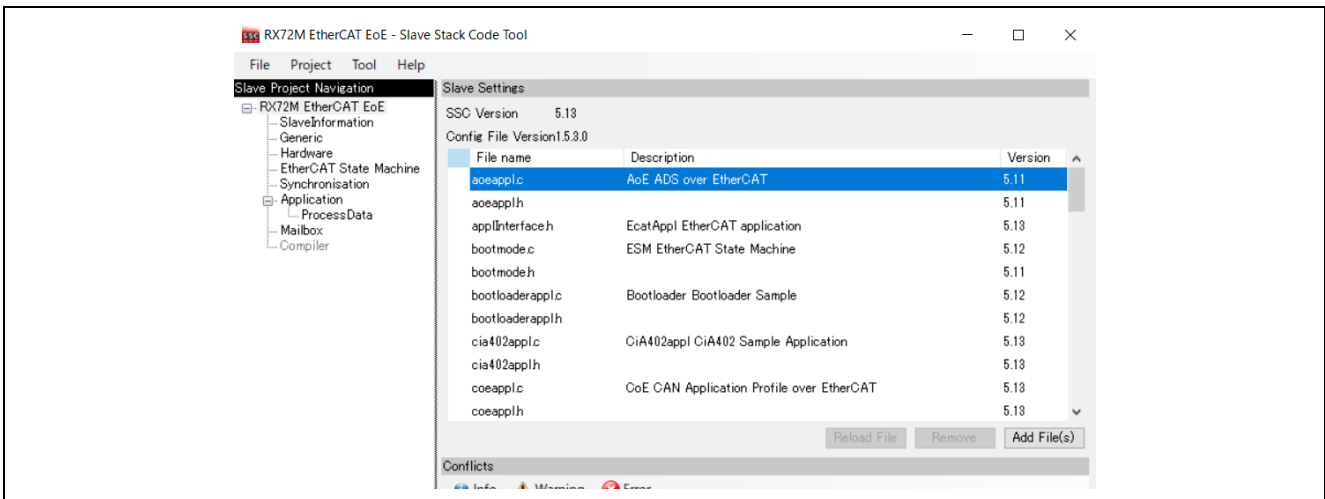 RX72M EtherCAT EoE - Slave Stack Code Tool
File Project Tool Help
Slave Project Navigation
RX72M EtherCAT EoE
SlaveInformation
Generic
Hardware
EtherCAT State Machine
Synchronisation
Application
ProcessData
Mailbox
Compiler
Slave Settings
SSC Version 5.13
Config File Version1.5.3.0
File name Description Version
aoeappl.c AoE ADS over EtherCAT 5.11
aoeappl.h 5.11
applInterface.h EcatAppl EtherCAT application 5.13
bootmode.c ESM EtherCAT State Machine 5.12
bootmode.h 5.11
bootloaderappl.c Bootloader Bootloader Sample 5.12
bootloaderappl.h 5.12
cia402appl.c CiA402appl CiA402 Sample Application 5.13
cia402appl.h 5.13
coeappl.c CoE CAN Application Profile over EtherCAT 5.13
coeappl.h 5.13
Reload File Remove Add File(s)
Conflicts
Info Warning Error